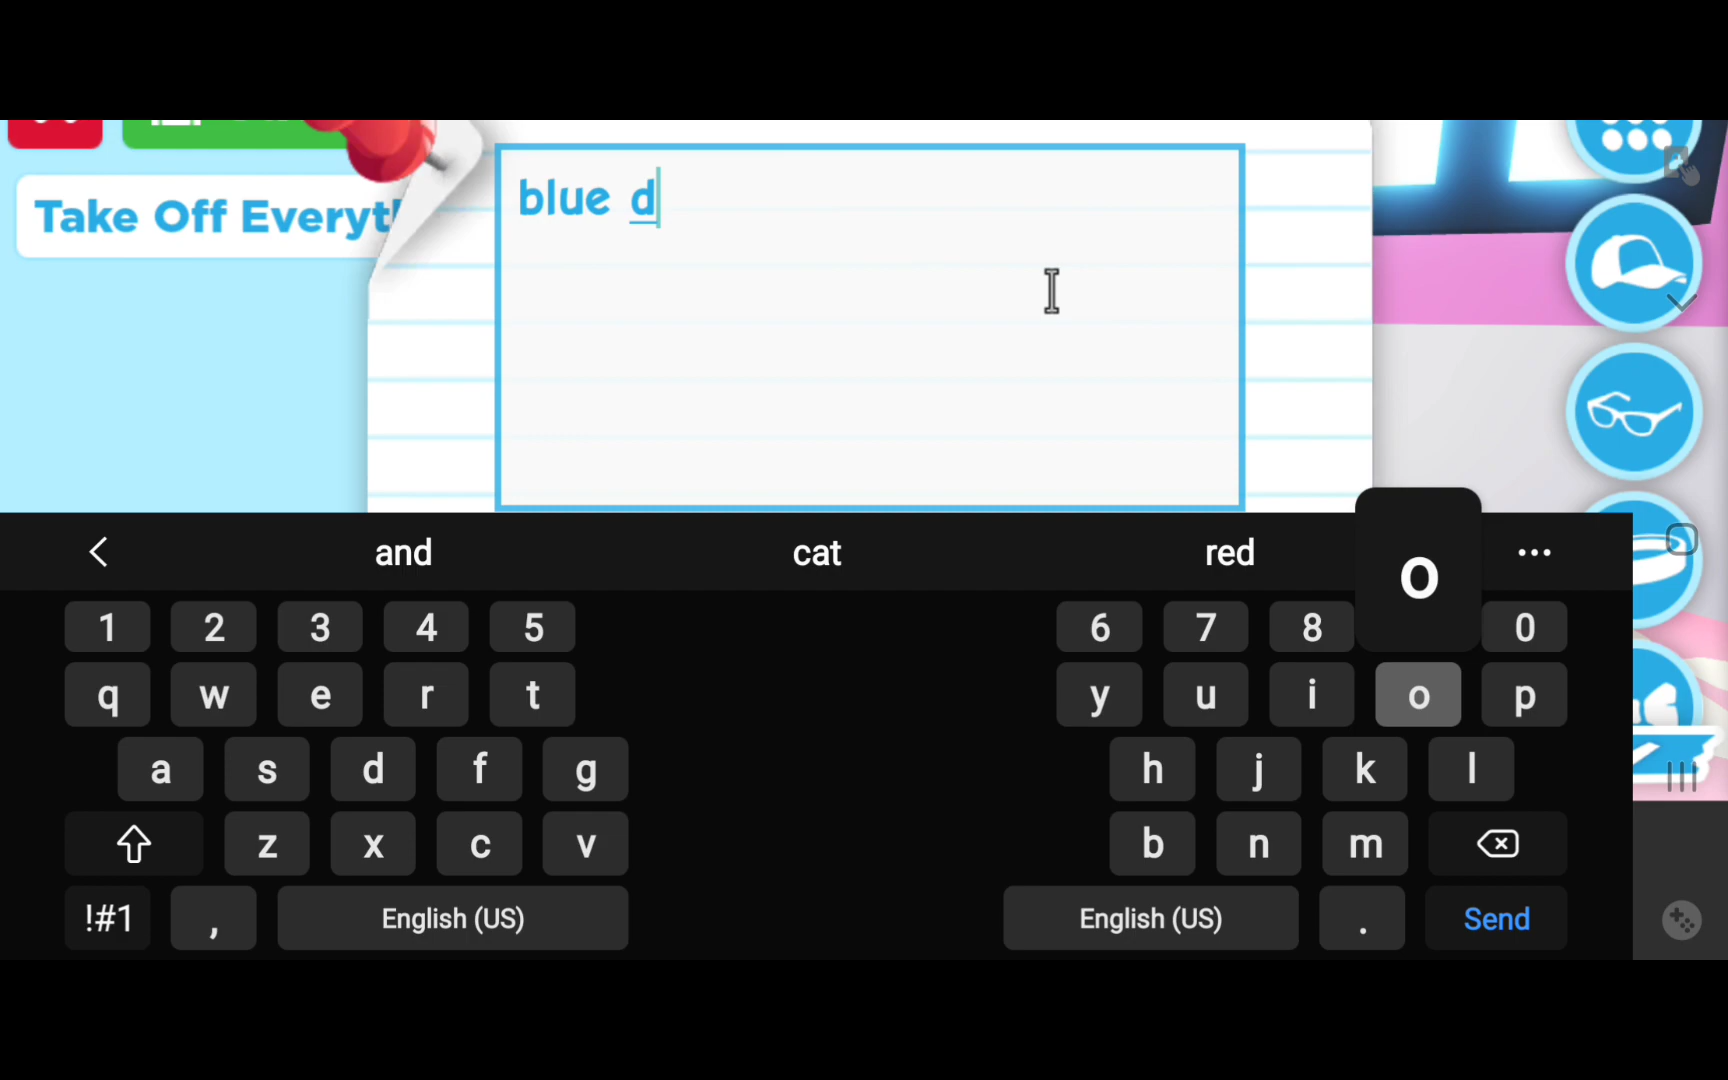 Take Off Everyt
blue d
and cat red
o
1 2 3 4 5 6 7 8 0
q w e r t y u i o p
a s d f g h j k l
z x c v b n m
!#1 , English (US) English (US) . Send